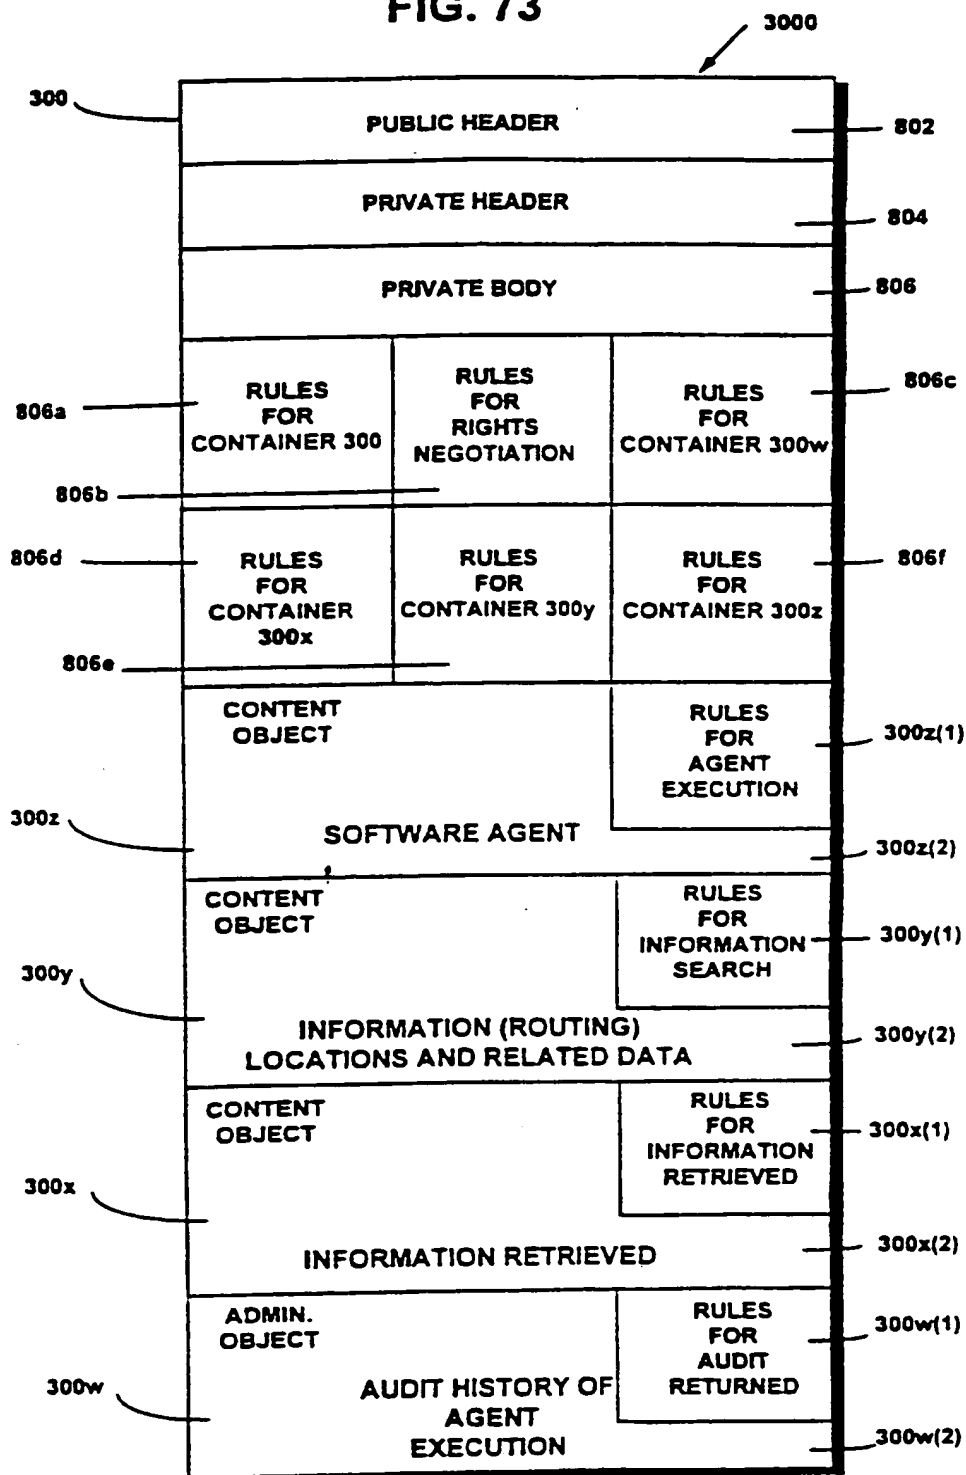 FIG. 73
3000
300
PUBLIC HEADER
802
PRIVATE HEADER
804
PRIVATE BODY
806
806a
RULES
FOR
CONTAINER 300
806b
RULES
FOR
RIGHTS
NEGOTIATION
RULES
FOR
CONTAINER 300w
806c
806d
RULES
FOR
CONTAINER
300x
806e
RULES
FOR
CONTAINER 300y
RULES
FOR
CONTAINER 300z
806f
CONTENT
OBJECT
RULES
FOR
AGENT
EXECUTION
300z(1)
300z
SOFTWARE AGENT
300z(2)
CONTENT
OBJECT
RULES
FOR
INFORMATION
SEARCH
300y(1)
300y
INFORMATION (ROUTING)
LOCATIONS AND RELATED DATA
300y(2)
CONTENT
OBJECT
RULES
FOR
INFORMATION
RETRIEVED
300x(1)
300x
INFORMATION RETRIEVED
300x(2)
ADMIN.
OBJECT
RULES
FOR
AUDIT
RETURNED
300w(1)
300w
AUDIT HISTORY OF
AGENT
EXECUTION
300w(2)